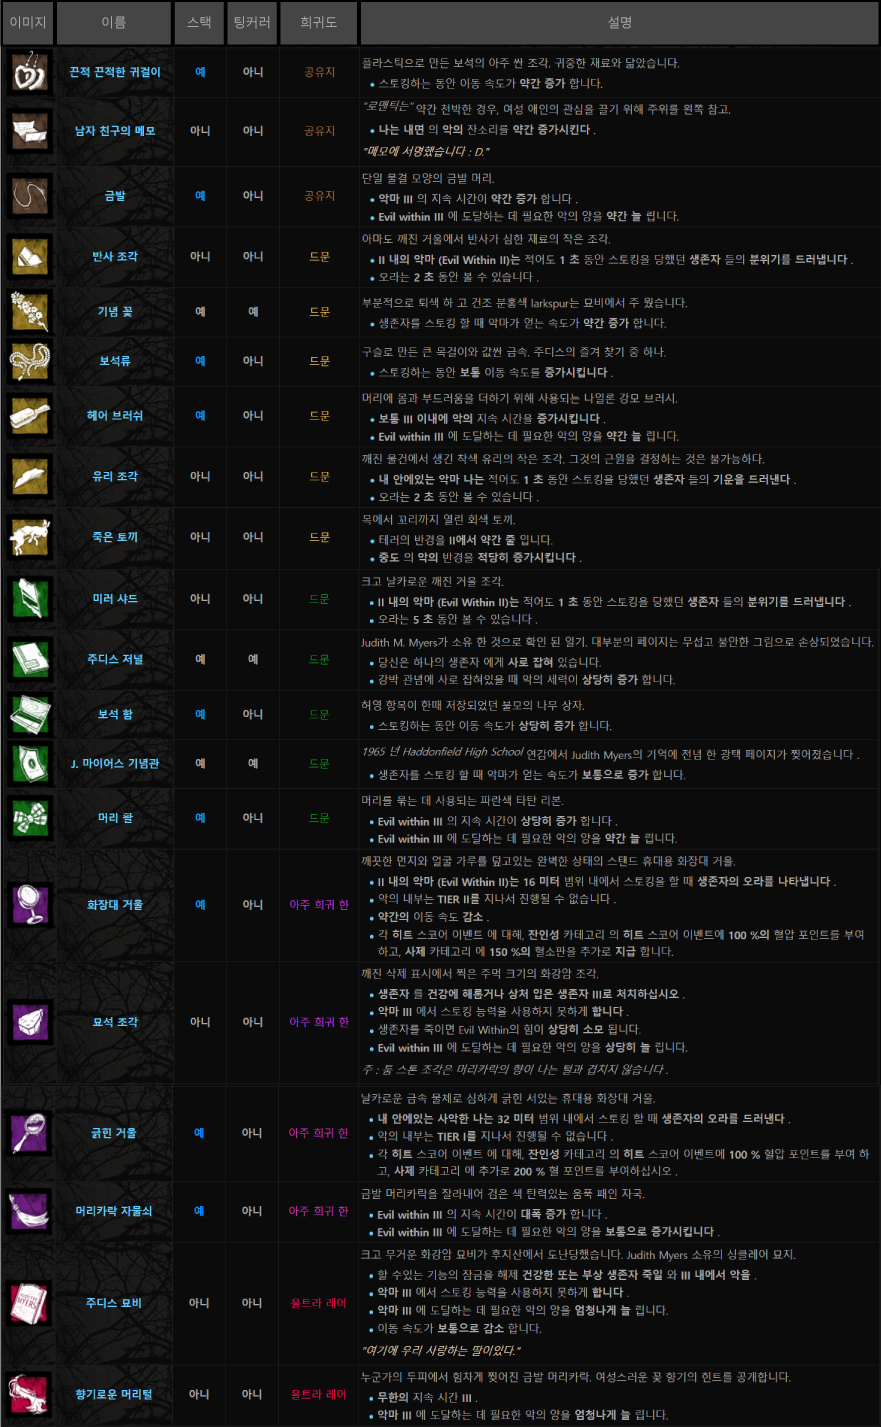 이미지 이름 스택 팅커러 희귀도 설명
끈적 끈적한 귀걸이 예 아니 공유지
플라스틱으로 만든 보석의 아주 싼 조각. 귀중한 재료와 닮았습니다.
스토킹하는 동안 이동 속도가 약간 증가 합니다.
남자 친구의 메모 아니 아니 공유지
"로맨틱는" 약간 천박한 경우, 여성 애인의 관심을 끌기 위해 주위를 왼쪽 참고.
나는 내면 의 악의 잔소리를 약간 증가시킨다 .
"메모에 서명했습니다 : D."
금발 예 아니 공유지
단일 물결 모양의 금발 머리.
악마 III 의 지속 시간이 약간 증가 합니다 .
Evil within III 에 도달하는 데 필요한 악의 양을 약간 늘 립니다.
반사 조각 아니 아니 드문
아마도 깨진 거울에서 반사가 심한 재료의 작은 조각.
II 내의 악마 (Evil Within II)는 적어도 1 초 동안 스토킹을 당했던 생존자 들의 분위기를 드러냅니다 .
오라는 2 초 동안 볼 수 있습니다 .
기념 꽃 예 예 드문
부분적으로 퇴색 하 고 건조 분홍색 larkspur는 묘비에서 주 웠습니다.
생존자를 스토킹 할 때 악마가 얻는 속도가 약간 증가 합니다.
보석류 예 아니 드문
구슬로 만든 큰 목걸이와 값싼 금속. 주디스의 즐겨 찾기 중 하나.
스토킹하는 동안 보통 이동 속도를 증가시킵니다 .
헤어 브러쉬 예 아니 드문
머리에 몸과 부드러움을 더하기 위해 사용되는 나일론 강모 브러시.
보통 III 이내에 악의 지속 시간을 증가시킵니다 .
Evil within III 에 도달하는 데 필요한 악의 양을 약간 늘 립니다.
유리 조각 아니 아니 드문
깨진 물건에서 생긴 착색 유리의 작은 조각. 그것의 근원을 결정하는 것은 불가능하다.
내 안에있는 악마 나는 적어도 1 초 동안 스토킹을 당했던 생존자 들의 기운을 드러낸다 .
오라는 2 초 동안 볼 수 있습니다 .
죽은 토끼 아니 아니 드문
목에서 꼬리까지 열린 회색 토끼.
테러의 반경을 II에서 약간 줄 입니다.
중도 의 악의 반경을 적당히 증가시킵니다 .
미러 샤드 아니 아니 드문
크고 날카로운 깨진 거울 조각.
II 내의 악마 (Evil Within II)는 적어도 1 초 동안 스토킹을 당했던 생존자 들의 분위기를 드러냅니다 .
오라는 5 초 동안 볼 수 있습니다 .
주디스 저널 예 예 드문
Judith M. Myers가 소유 한 것으로 확인 된 일기. 대부분의 페이지는 무섭고 불안한 그림으로 손상되었습니다.
당신은 하나의 생존자 에게 사로 잡혀 있습니다.
강박 관념에 사로 잡혀있을 때 악의 세력이 상당히 증가 합니다.
보석 함 예 아니 드문
허영 항목이 한때 저장되었던 불모의 나무 상자.
스토킹하는 동안 이동 속도가 상당히 증가 합니다.
J. 마이어스 기념관 예 예 드문
1965 년 Haddonfield High School 연감에서 Judith Myers의 기억에 전념 한 광택 페이지가 찢어졌습니다 .
생존자를 스토킹 할 때 악마가 얻는 속도가 보통으로 증가 합니다.
머리 활 예 아니 드문
머리를 묶는 데 사용되는 파란색 타탄 리본.
Evil within III 의 지속 시간이 상당히 증가 합니다 .
Evil within III 에 도달하는 데 필요한 악의 양을 약간 늘 립니다.
화장대 거울 예 아니 아주 희귀 한
깨끗한 먼지와 얼굴 가루를 덮고있는 완벽한 상태의 스탠드 휴대용 화장대 거울.
II 내의 악마 (Evil Within II)는 16 미터 범위 내에서 스토킹을 할 때 생존자의 오라를 나타냅니다 .
악의 내부는 TIER II를 지나서 진행될 수 없습니다 .
약간의 이동 속도 감소 .
각 히트 스코어 이벤트 에 대해, 잔인성 카테고리 의 히트 스코어 이벤트에 100 %의 혈압 포인트를 부여
하고, 사제 카테고리 에 150 %의 혈소판을 추가로 지급 합니다.
묘석 조각 아니 아니 아주 희귀 한
깨진 삭제 표시에서 찍은 주먹 크기의 화강암 조각.
생존자 를 건강에 해롭거나 상처 입은 생존자 III로 처치하십시오 .
악마 III 에서 스토킹 능력을 사용하지 못하게 합니다 .
생존자를 죽이면 Evil Within의 힘이 상당히 소모 됩니다.
Evil within III 에 도달하는 데 필요한 악의 양을 상당히 늘 립니다.
주 : 툼 스톤 조각은 머리카락의 향이 나는 털과 겹치지 않습니다 .
긁힌 거울 예 아니 아주 희귀 한
날카로운 금속 물체로 심하게 긁힌 서있는 휴대용 화장대 거울.
내 안에있는 사악한 나는 32 미터 범위 내에서 스토킹 할 때 생존자의 오라를 드러낸다 .
악의 내부는 TIER I를 지나서 진행될 수 없습니다 .
각 히트 스코어 이벤트 에 대해, 잔인성 카테고리 의 히트 스코어 이벤트에 100 % 혈압 포인트를 부여 하
고, 사제 카테고리 에 추가로 200 % 혈 포인트를 부여하십시오 .
머리카락 자물쇠 예 아니 아주 희귀 한
금발 머리카락을 잘라내어 검은 색 탄력있는 움푹 패인 자국.
Evil within III 의 지속 시간이 대폭 증가 합니다 .
Evil within III 에 도달하는 데 필요한 악의 양을 보통으로 증가시킵니다 .
주디스 묘비 아니 아니 울트라 레어
크고 무거운 화강암 묘비가 후지산에서 도난당했습니다. Judith Myers 소유의 싱클레어 묘지.
할 수있는 기능의 잠금을 해제 건강한 또는 부상 생존자 죽일 와 III 내에서 악을 .
악마 III 에서 스토킹 능력을 사용하지 못하게 합니다 .
악마 III 에 도달하는 데 필요한 악의 양을 엄청나게 늘 립니다.
이동 속도가 보통으로 감소 합니다.
"여기에 우리 사랑하는 딸이있다."
향기로운 머리털 아니 아니 울트라 레어
누군가의 두피에서 힘차게 찢어진 금발 머리카락. 여성스러운 꽃 향기의 힌트를 공개합니다.
무한의 지속 시간 III .
악마 III 에 도달하는 데 필요한 악의 양을 엄청나게 늘 립니다.